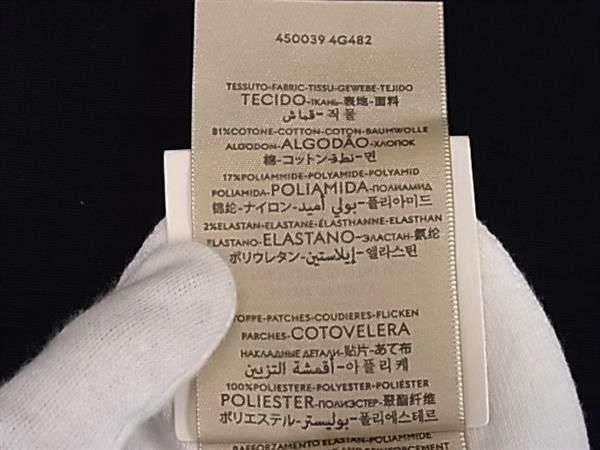 450039 4G482
TESSUTO-FABRIC-TISSU-GEWEBE-TEJIDO
TECIDO-ТКАНЬ-表地-面料
قماش-직물
81%COTONE-COTTON-COTON-BAUMWOLLE
ALGODON-ALGODÃO-ХЛОПОК
棉-コットン-قطن-면
17%POLIAMMIDE-POLYAMIDE-POLYAMID
POLIAMIDA-POLIAMIDA-ПОЛИАМИД
锦纶-ナイロン-بولي أميد-폴리아미드
2%ELASTAN-ELASTANE-ÉLASTHANNE-ELASTHAN
ELASTANO-ELASTANO-ЭЛАСТАН-氨纶
ポリウレタン-إيلاستين-엘라스틴
TOPPE-PATCHES-COUDIERES-FLICKEN
PARCHES-COTOVELERA
НАКЛАДНЫЕ ДЕТАЛИ-贴片-あて布
أقمشة التزيين-아플리케
100%POLIESTERE-POLYESTER-POLIÉSTER
POLIESTER-ПОЛИЭСТЕР-聚酯纤维
ポリエステル-بوليستر-폴리에스테르
RAFFORZAMENTO ELASTAN-POLIAMMIDE